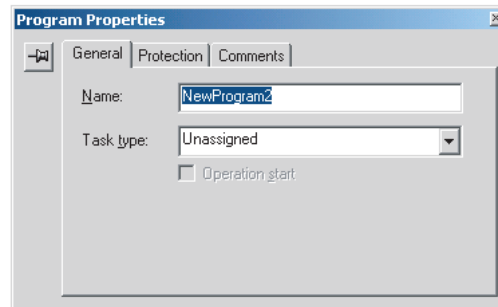 Program Properties
General Protection Comments
Name: NewProgram2
Task type: Unassigned
Operation start